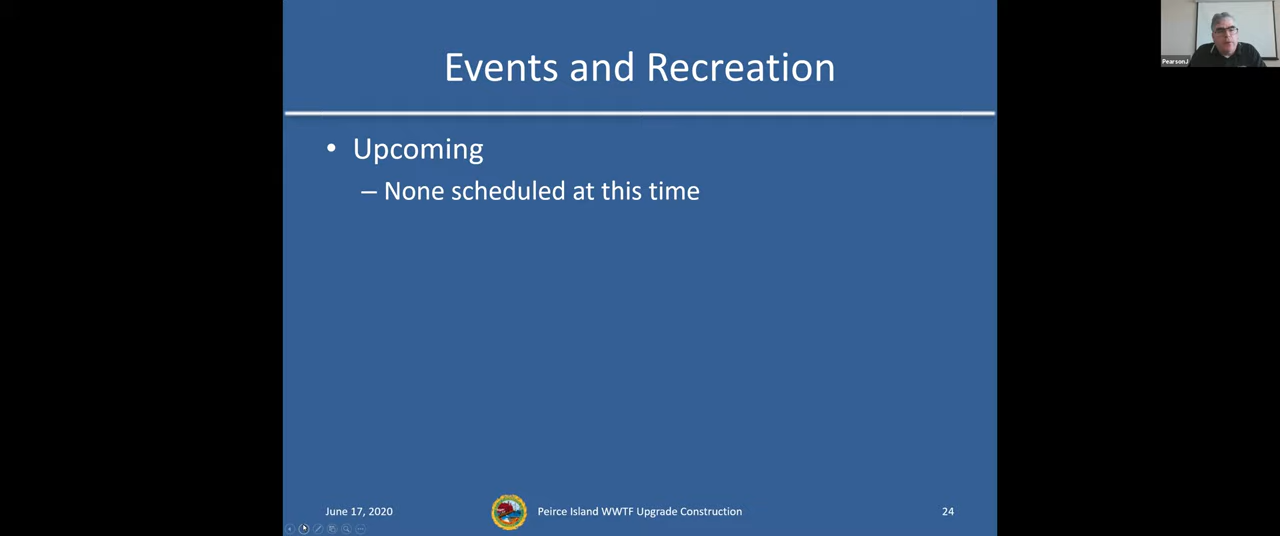 Events and Recreation
PearsonJ
• Upcoming
– None scheduled at this time
June 17, 2020
Peirce Island WWTF Upgrade Construction
24